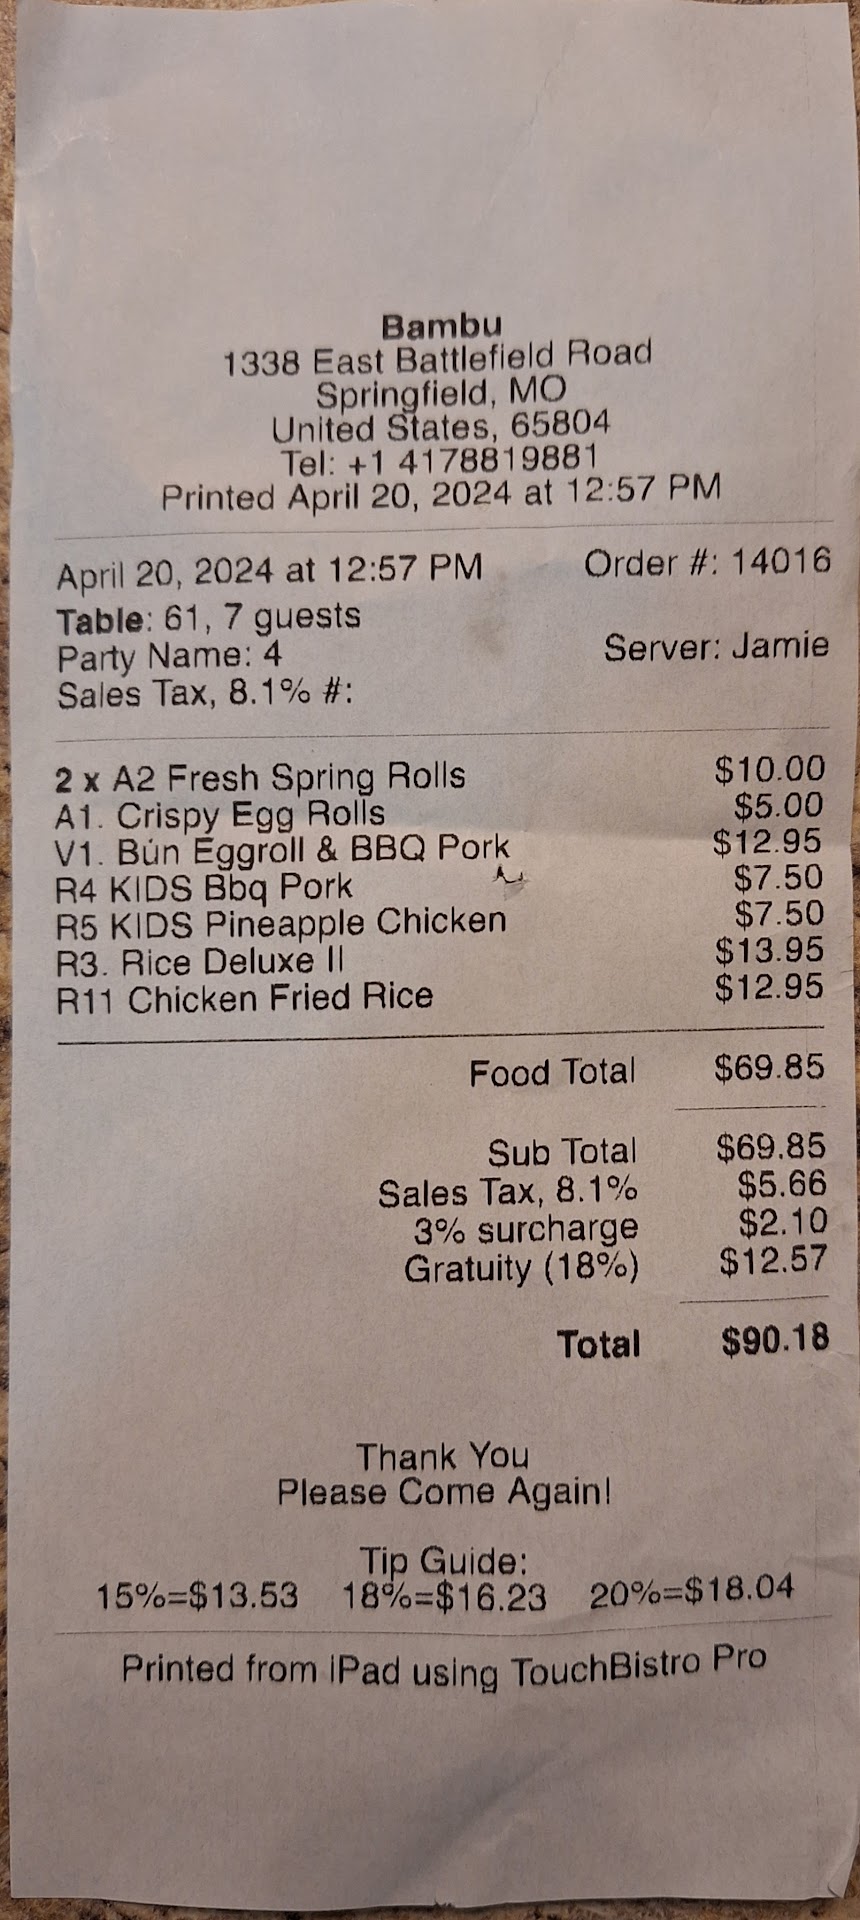 Bambu
1338 East Battlefield Road
Springfield, MO
United States, 65804
Tel: +1 4178819881
Printed April 20, 2024 at 12:57 PM
April 20, 2024 at 12:57 PM Order #: 14016
Table: 61, 7 guests
Party Name: 4 Server: Jamie
Sales Tax, 8.1% #:
2 x A2 Fresh Spring Rolls $10.00
A1. Crispy Egg Rolls $5.00
V1. Bún Eggroll & BBQ Pork $12.95
R4 KIDS Bbq Pork $7.50
R5 KIDS Pineapple Chicken $7.50
R3. Rice Deluxe II $13.95
R11 Chicken Fried Rice $12.95
Food Total $69.85
Sub Total $69.85
Sales Tax, 8.1% $5.66
3% surcharge $2.10
Gratuity (18%) $12.57
Total $90.18
Thank You
Please Come Again!
Tip Guide:
15%=$13.53 18%=$16.23 20%=$18.04
Printed from iPad using TouchBistro Pro